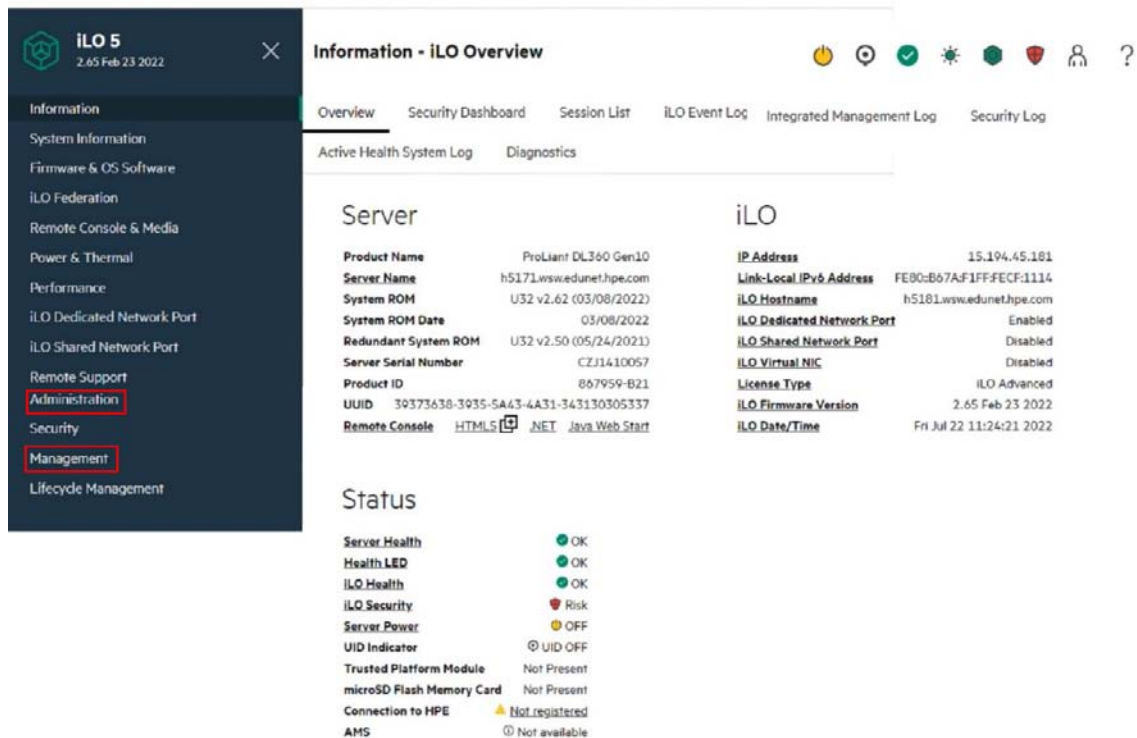 iLO 5
2.65 Feb 23 2022
Information
System Information
Firmware & OS Software
iLO Federation
Remote Console & Media
Power & Thermal
Performance
iLO Dedicated Network Port
iLO Shared Network Port
Remote Support
Administration
Security
Management
Lifecycle Management
Information - iLO Overview
?
Overview Security Dashboard Session List iLO Event Log Integrated Management Log Security Log
Active Health System Log Diagnostics
Server
Product Name ProLiant DL360 Gen10
Server Name h5171.wsw.edunet.hpe.com
System ROM U32 v2.62 (03/08/2022)
System ROM Date 03/08/2022
Redundant System ROM U32 v2.50 (05/24/2021)
Server Serial Number CZJ1410057
Product ID 867959-B21
UUID 39373638-3935-5A43-4A31-343130305337
Remote Console HTML5 .NET Java Web Start
iLO
IP Address 15.194.45.181
Link-Local IPv6 Address FE80::B67A:F1FF:FECF:1114
iLO Hostname h5181.wsw.edunet.hpe.com
iLO Dedicated Network Port Enabled
iLO Shared Network Port Disabled
iLO Virtual NIC Disabled
License Type iLO Advanced
iLO Firmware Version 2.65 Feb 23 2022
iLO Date/Time Fri Jul 22 11:24:21 2022
Status
Server Health OK
Health LED OK
iLO Health OK
iLO Security Risk
Server Power OFF
UID Indicator UID OFF
Trusted Platform Module Not Present
microSD Flash Memory Card Not Present
Connection to HPE Not registered
AMS Not available